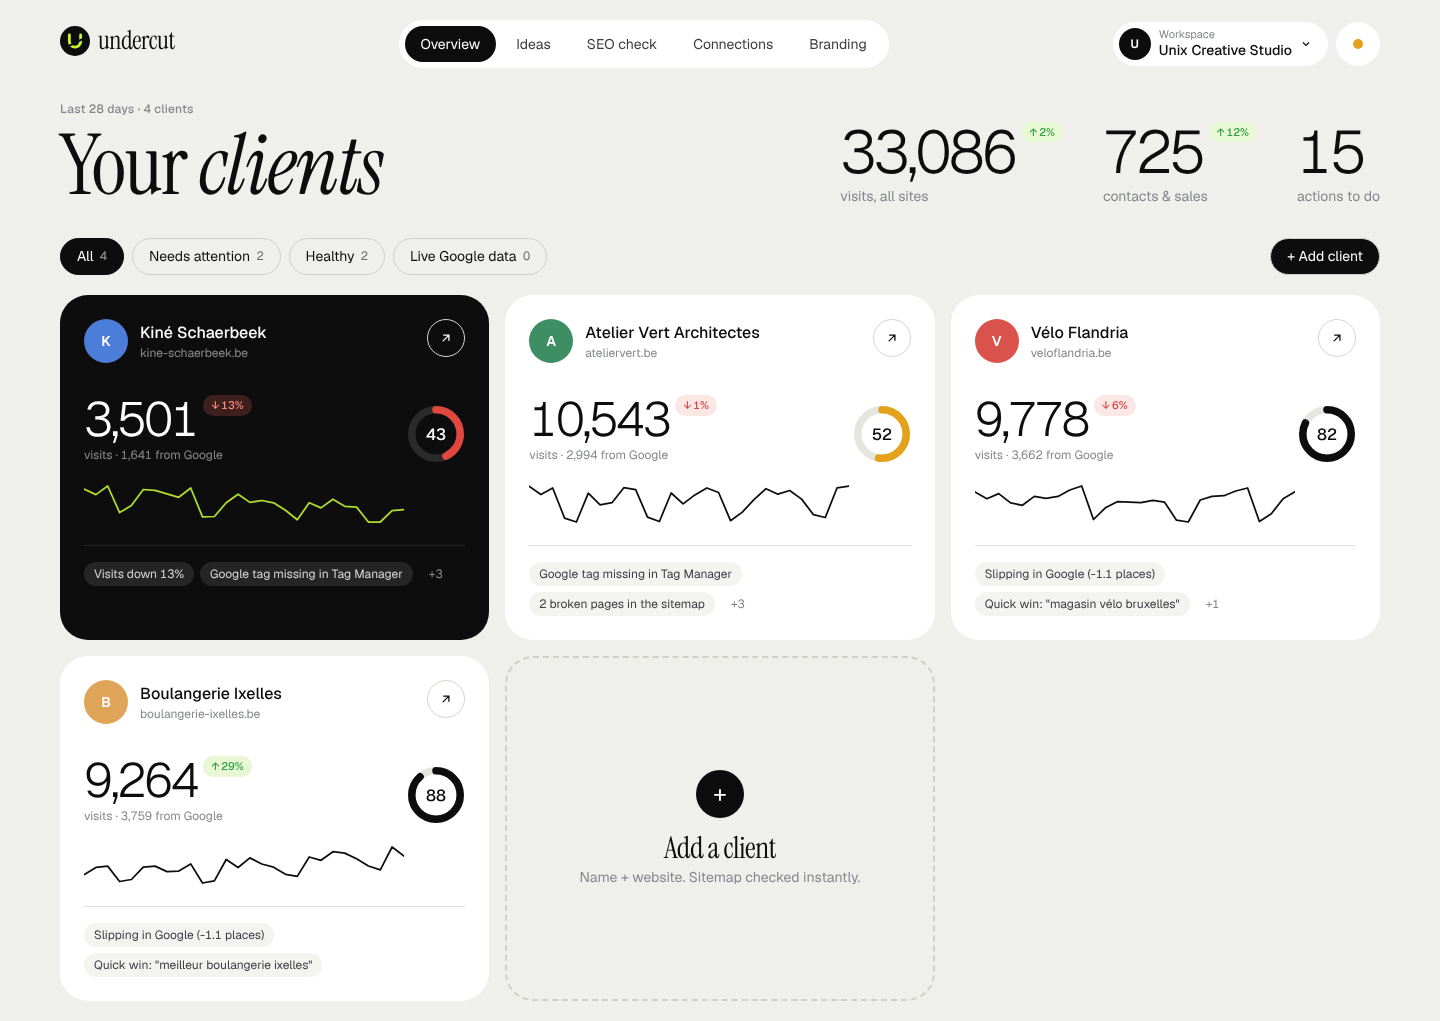 undercut
Overview
Ideas
SEO check
Connections
Branding
U
Workspace
Unix Creative Studio
Last 28 days · 4 clients
Your clients
33,086
↑2%
visits, all sites
725
↑12%
contacts & sales
15
actions to do
All 4
Needs attention 2
Healthy 2
Live Google data 0
+ Add client
K
Kiné Schaerbeek
kine-schaerbeek.be
3,501
↓13%
visits · 1,641 from Google
43
Visits down 13%
Google tag missing in Tag Manager
+3
A
Atelier Vert Architectes
ateliervert.be
10,543
↓1%
visits · 2,994 from Google
52
Google tag missing in Tag Manager
2 broken pages in the sitemap
+3
V
Vélo Flandria
veloflandria.be
9,778
↓6%
visits · 3,662 from Google
82
Slipping in Google (-1.1 places)
Quick win: "magasin vélo bruxelles"
+1
B
Boulangerie Ixelles
boulangerie-ixelles.be
9,264
↑29%
visits · 3,759 from Google
88
Slipping in Google (-1.1 places)
Quick win: "meilleur boulangerie ixelles"
+
Add a client
Name + website. Sitemap checked instantly.